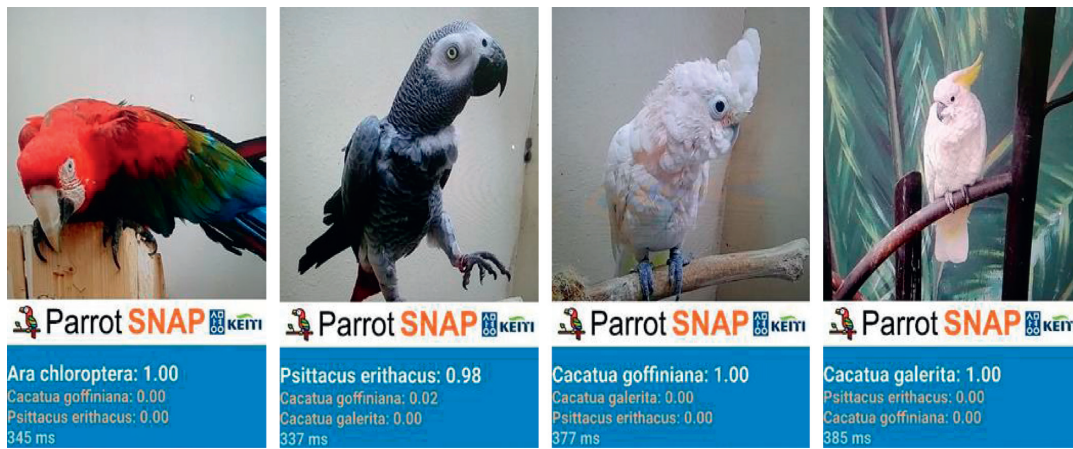 Parrot SNAP KEITI
Ara chloroptera: 1.00
Cacatua goffiniana: 0.00
Psittacus erithacus: 0.00
345 ms
Parrot SNAP KEITI
Psittacus erithacus: 0.98
Cacatua goffiniana: 0.02
Cacatua galerita: 0.00
337 ms
Parrot SNAP KEITI
Cacatua goffiniana: 1.00
Cacatua galerita: 0.00
Psittacus erithacus: 0.00
377 ms
Parrot SNAP KEITI
Cacatua galerita: 1.00
Psittacus erithacus: 0.00
Cacatua goffiniana: 0.00
385 ms